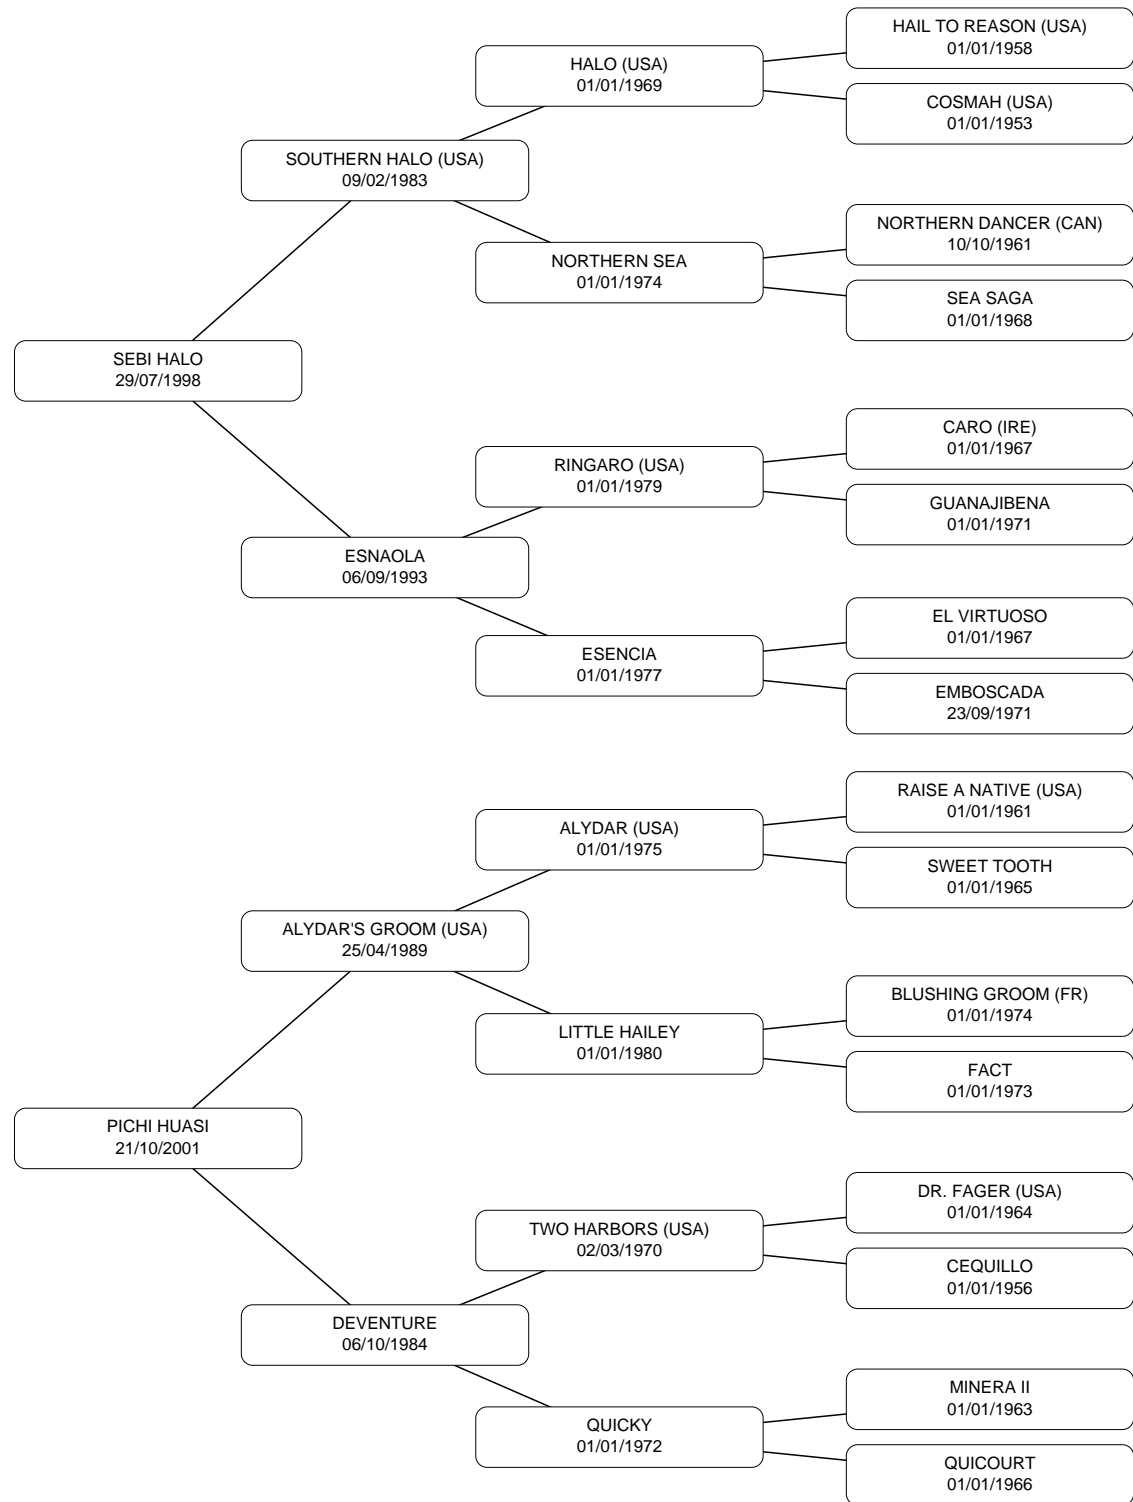 HAIL TO REASON (USA)
01/01/1958
HALO (USA)
01/01/1969
COSMAH (USA)
01/01/1953
SOUTHERN HALO (USA)
09/02/1983
NORTHERN DANCER (CAN)
10/10/1961
NORTHERN SEA
01/01/1974
SEA SAGA
01/01/1968
SEBI HALO
29/07/1998
CARO (IRE)
01/01/1967
RINGARO (USA)
01/01/1979
GUANAJIBENA
01/01/1971
ESNAOLA
06/09/1993
EL VIRTUOSO
01/01/1967
ESENCIA
01/01/1977
EMBOSCADA
23/09/1971
RAISE A NATIVE (USA)
01/01/1961
ALYDAR (USA)
01/01/1975
SWEET TOOTH
01/01/1965
ALYDAR'S GROOM (USA)
25/04/1989
BLUSHING GROOM (FR)
01/01/1974
LITTLE HAILEY
01/01/1980
FACT
01/01/1973
PICHI HUASI
21/10/2001
DR. FAGER (USA)
01/01/1964
TWO HARBORS (USA)
02/03/1970
CEQUILLO
01/01/1956
DEVENTURE
06/10/1984
MINERA II
01/01/1963
QUICKY
01/01/1972
QUICOURT
01/01/1966